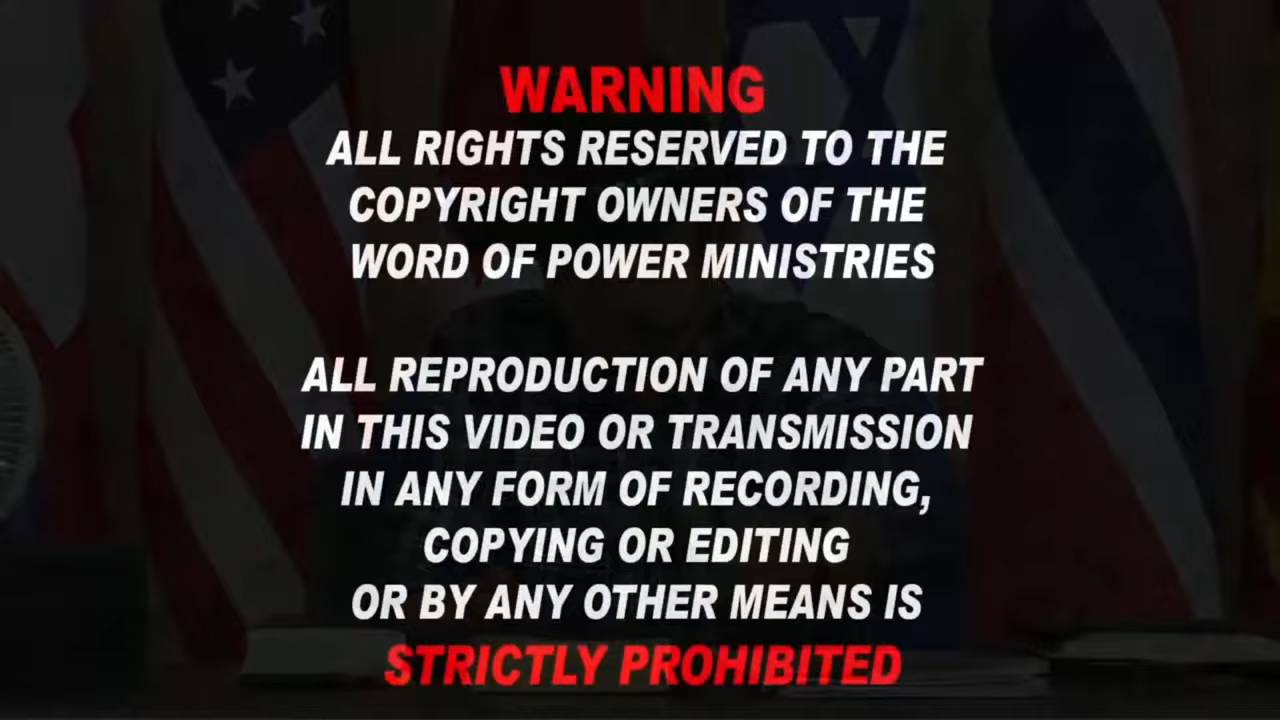 WARNING
ALL RIGHTS RESERVED TO THE
COPYRIGHT OWNERS OF THE
WORD OF POWER MINISTRIES
ALL REPRODUCTION OF ANY PART
IN THIS VIDEO OR TRANSMISSION
IN ANY FORM OF RECORDING,
COPYING OR EDITING
OR BY ANY OTHER MEANS IS
STRICTLY PROHIBITED